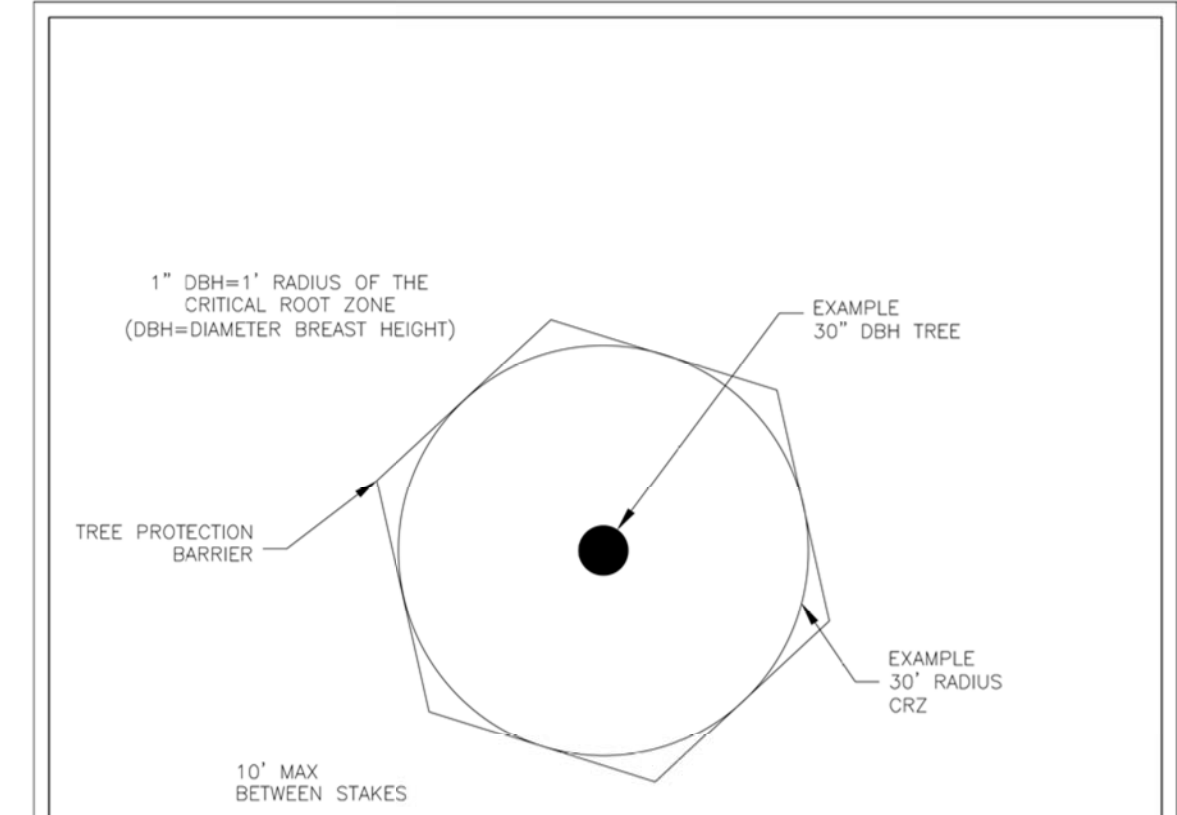 1" DBH=1' RADIUS OF THE
CRITICAL ROOT ZONE
(DBH=DIAMETER BREAST HEIGHT)
EXAMPLE
30" DBH TREE
TREE PROTECTION
BARRIER
EXAMPLE
30' RADIUS
CRZ
10' MAX
BETWEEN STAKES